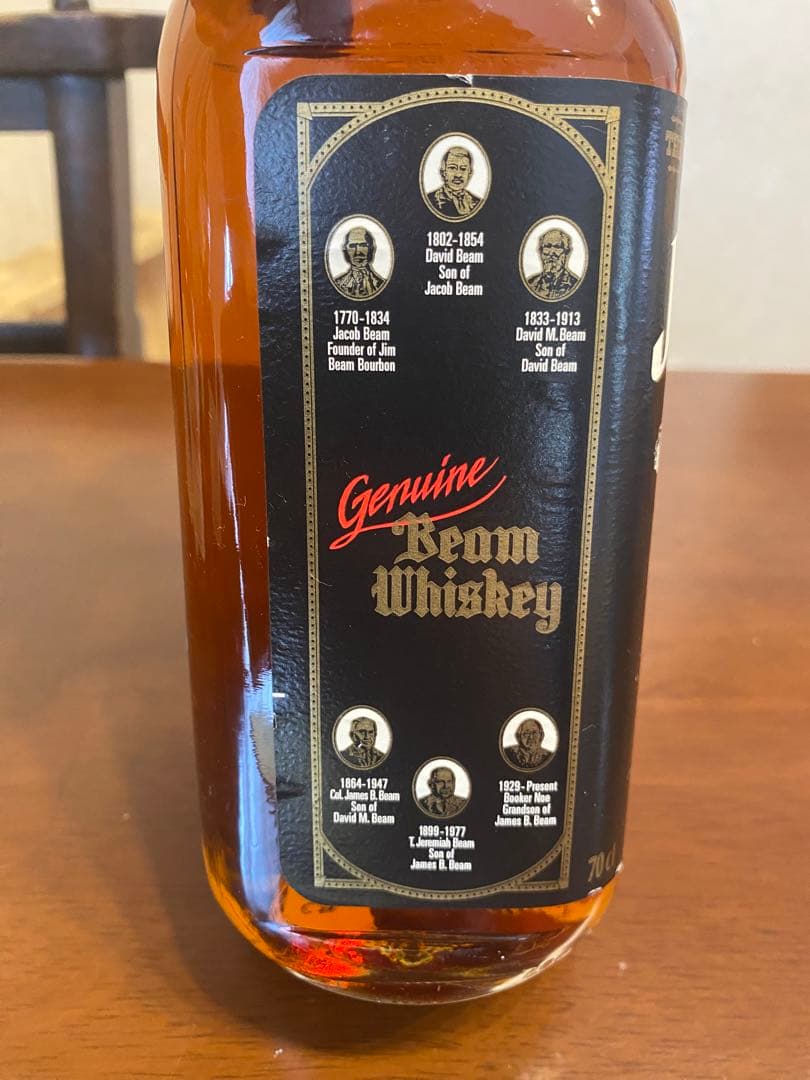 1802-1854
David Beam
Son of
Jacob Beam
1770-1834
Jacob Beam
Founder of Jim
Beam Bourbon
1833-1913
David M. Beam
Son of
David Beam
Genuine
Beam
Whiskey
1864-1947
Col. James B. Beam
Son of
David M. Beam
1899-1977
T. Jeremiah Beam
Son of
James B. Beam
1929-Present
Booker Noe
Grandson of
James B. Beam
70 cl